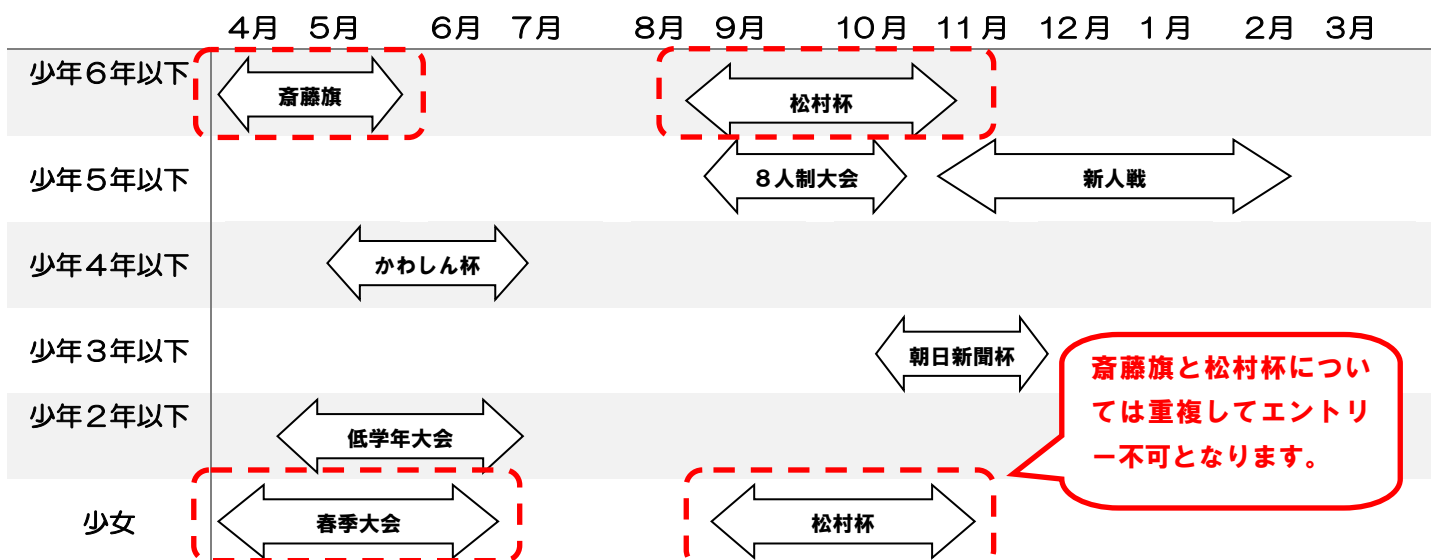 4月 5月 6月 7月 8月 9月 10月 11月 12月 1月 2月 3月
少年6年以下 斎藤旗 松村杯
少年5年以下 8人制大会 新人戦
少年4年以下 かわしん杯
少年3年以下 朝日新聞杯
少年2年以下 低学年大会
少女 春季大会 松村杯
斎藤旗と松村杯につい
ては重複してエントリ
ー不可となります。